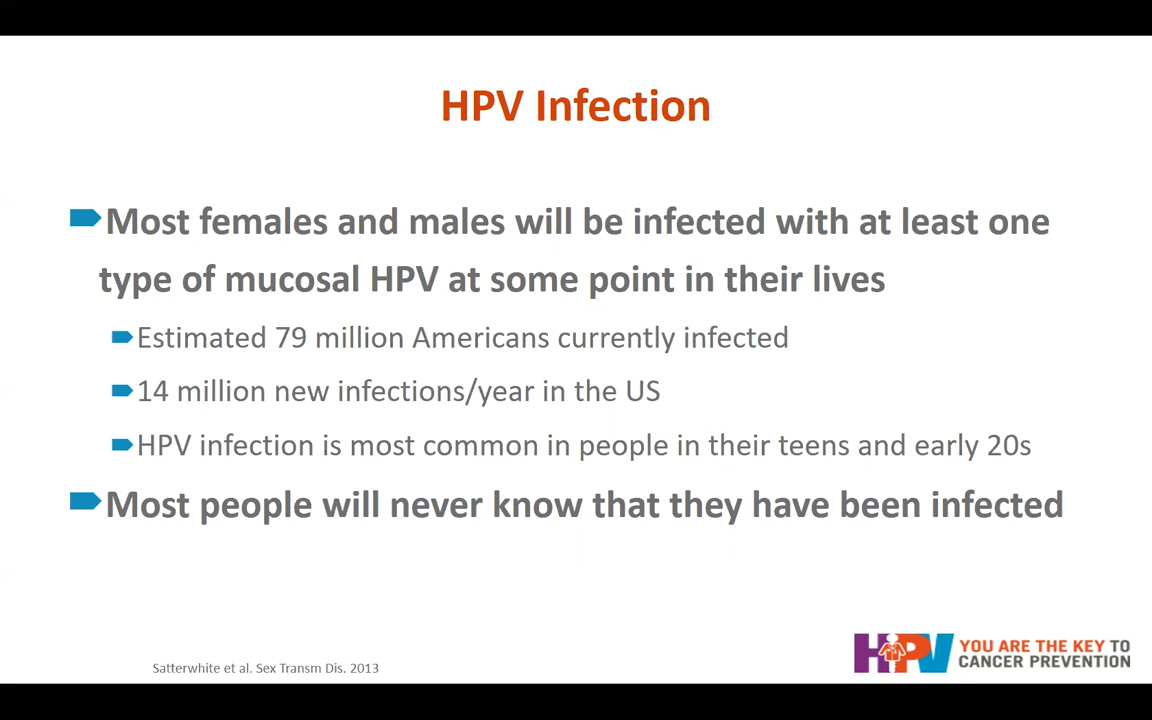 HPV Infection
Most females and males will be infected with at least one
type of mucosal HPV at some point in their lives
Estimated 79 million Americans currently infected
14 million new infections/year in the US
HPV infection is most common in people in their teens and early 20s
Most people will never know that they have been infected
Satterwhite et al. Sex Transm Dis. 2013
HPV
YOU ARE THE KEY TO
CANCER PREVENTION